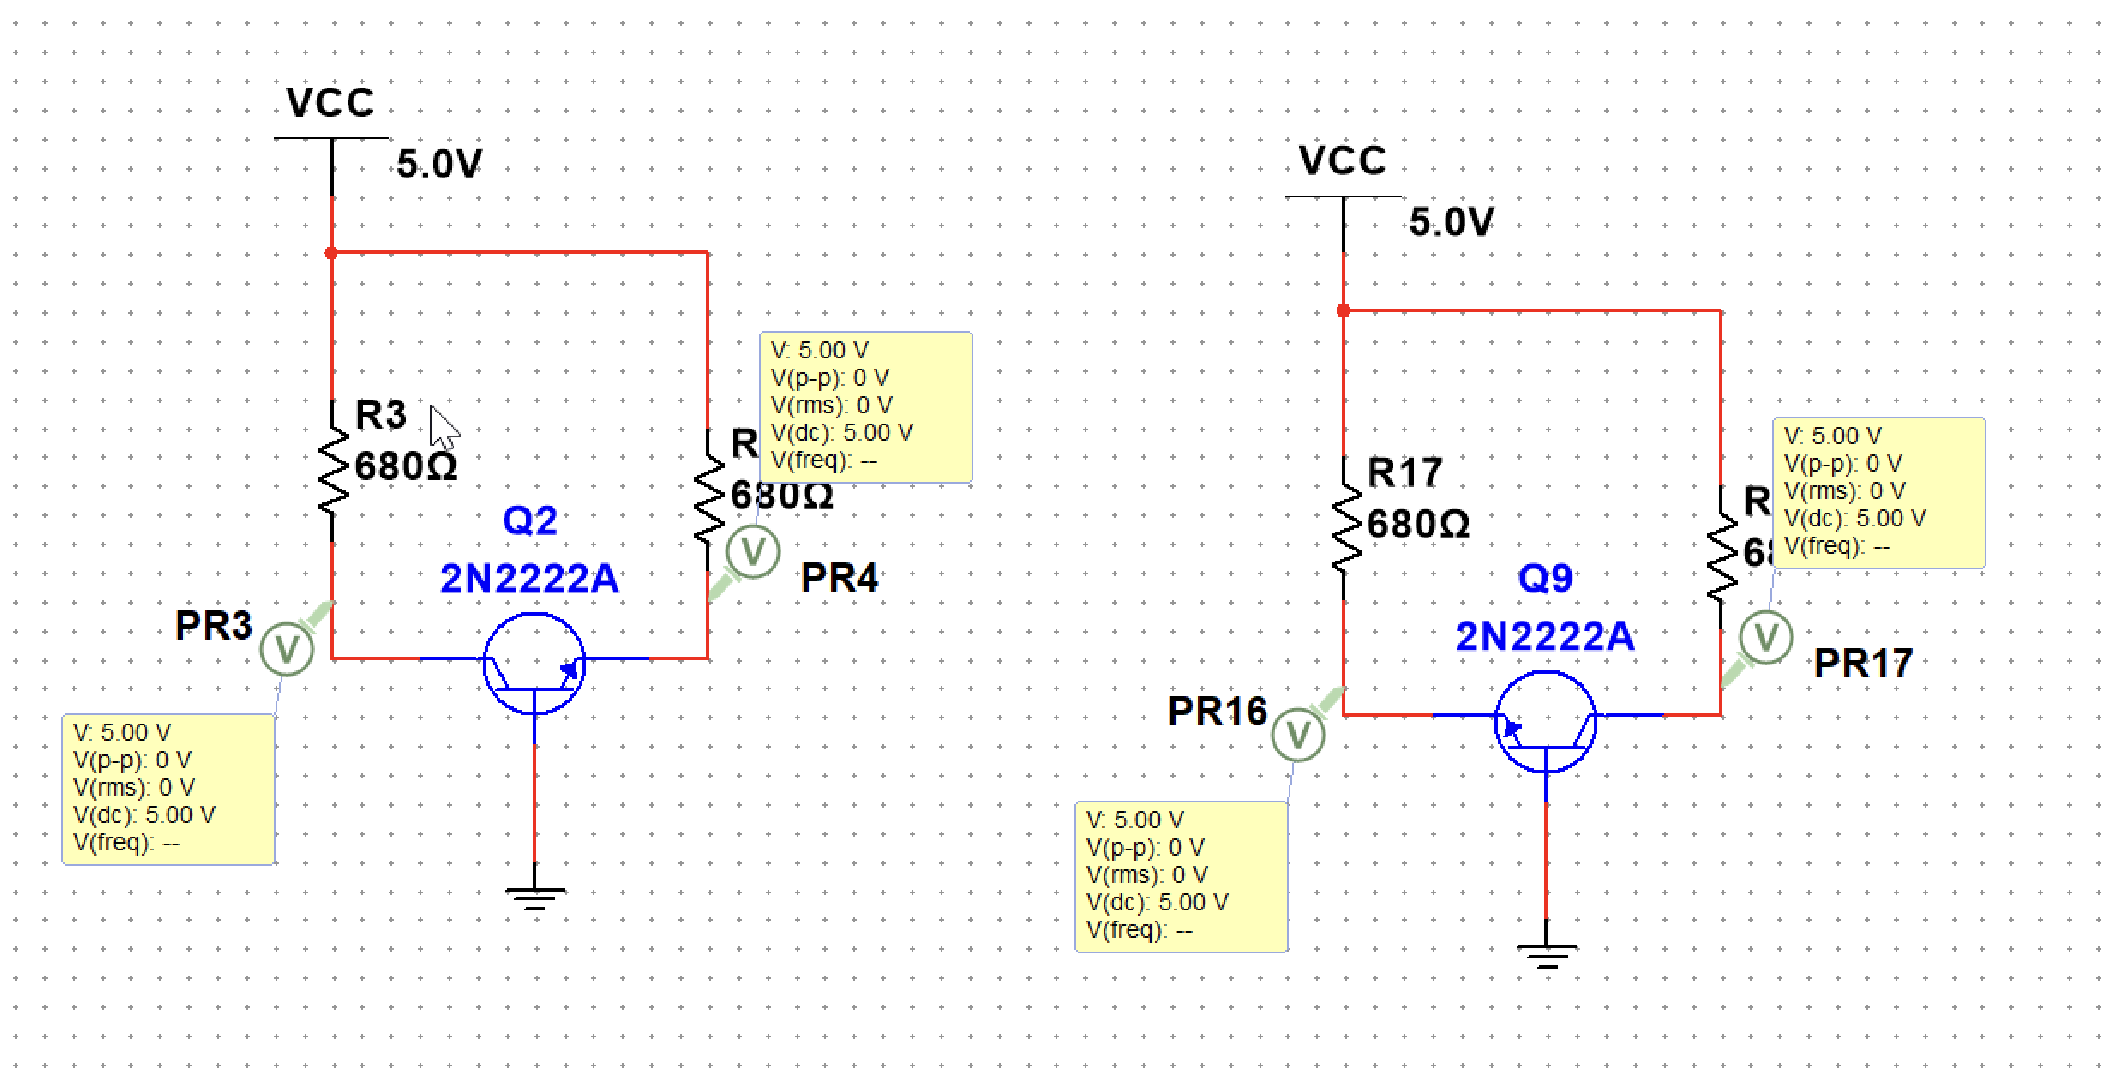 VCC
5.0V
R3
680Ω
Q2
2N2222A
R
680Ω
V: 5.00 V
V(p-p): 0 V
V(rms): 0 V
V(dc): 5.00 V
V(freq): --
V
PR4
PR3
V
V: 5.00 V
V(p-p): 0 V
V(rms): 0 V
V(dc): 5.00 V
V(freq): --
VCC
5.0V
R17
680Ω
Q9
2N2222A
R
V: 5.00 V
V(p-p): 0 V
V(rms): 0 V
V(dc): 5.00 V
V(freq): --
V
PR17
PR16
V
V: 5.00 V
V(p-p): 0 V
V(rms): 0 V
V(dc): 5.00 V
V(freq): --